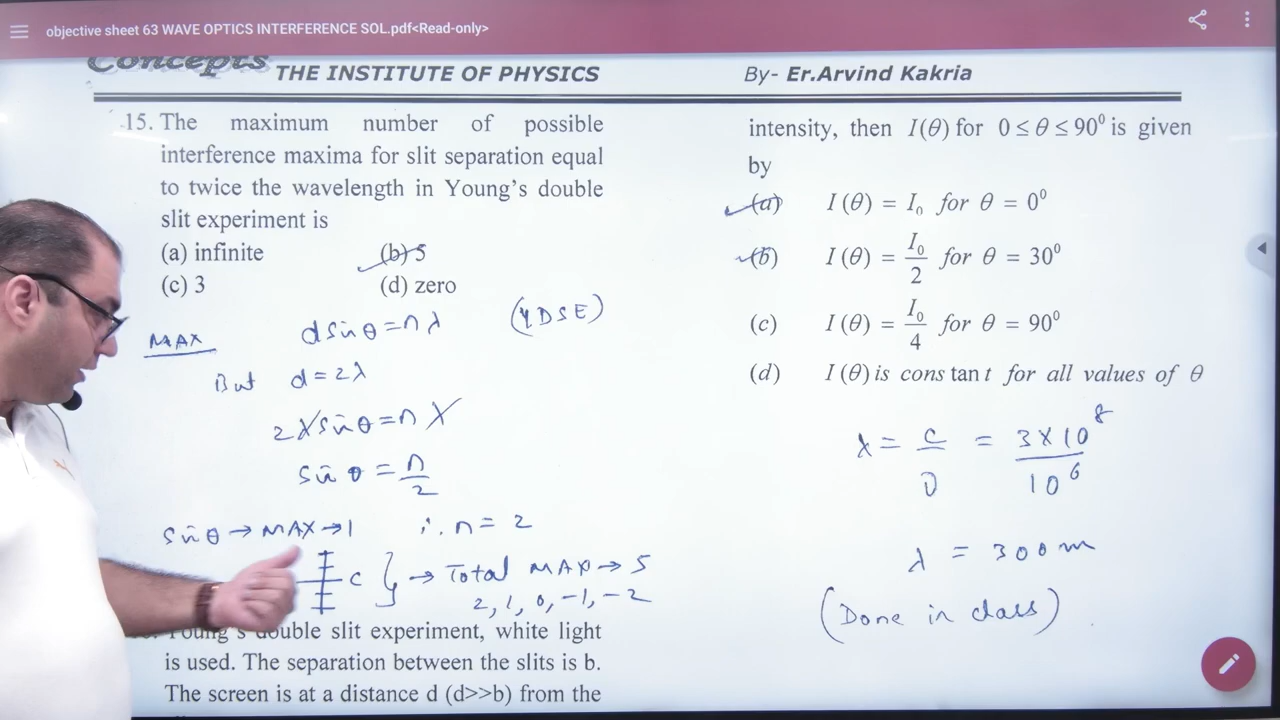 objective sheet 63 WAVE OPTICS INTERFERENCE SOL.pdf<Read-only>
Concepts THE INSTITUTE OF PHYSICS
By- Er.Arvind Kakria
15. The maximum number of possible
interference maxima for slit separation equal
to twice the wavelength in Young's double
slit experiment is
(a) infinite (b) 5
(c) 3 (d) zero
MAX d sin θ = n λ (YDSE)
But d = 2λ
2λ sin θ = n λ
sin θ = n/2
sin θ → MAX → 1 ∴ n = 2
C } → Total MAX → 5
2, 1, 0, -1, -2
Young's double slit experiment, white light
is used. The separation between the slits is b.
The screen is at a distance d (d>>b) from the
intensity, then I(θ) for 0 ≤ θ ≤ 90⁰ is given
by
(a) I(θ) = I₀ for θ = 0⁰
(b) I(θ) = I₀/2 for θ = 30⁰
(c) I(θ) = I₀/4 for θ = 90⁰
(d) I(θ) is cons tan t for all values of θ
λ = c/ν = 3 × 10⁸/10⁶
λ = 300 m
(Done in class)